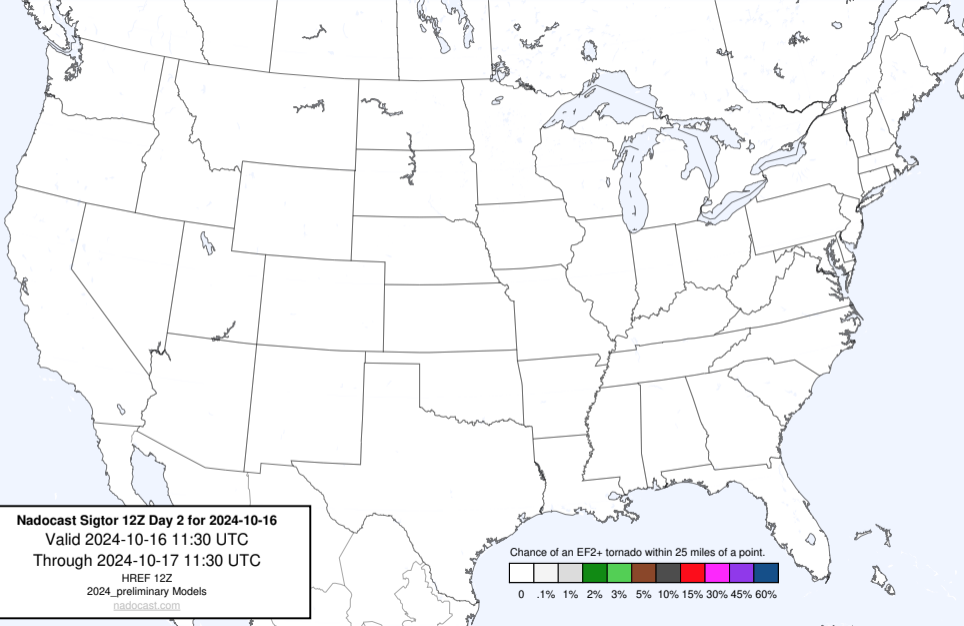 Nadocast Sigtor 12Z Day 2 for 2024-10-16
Valid 2024-10-16 11:30 UTC
Through 2024-10-17 11:30 UTC
HREF 12Z
2024_preliminary Models
nadocast.com
Chance of an EF2+ tornado within 25 miles of a point.
0 .1% 1% 2% 3% 5% 10% 15% 30% 45% 60%